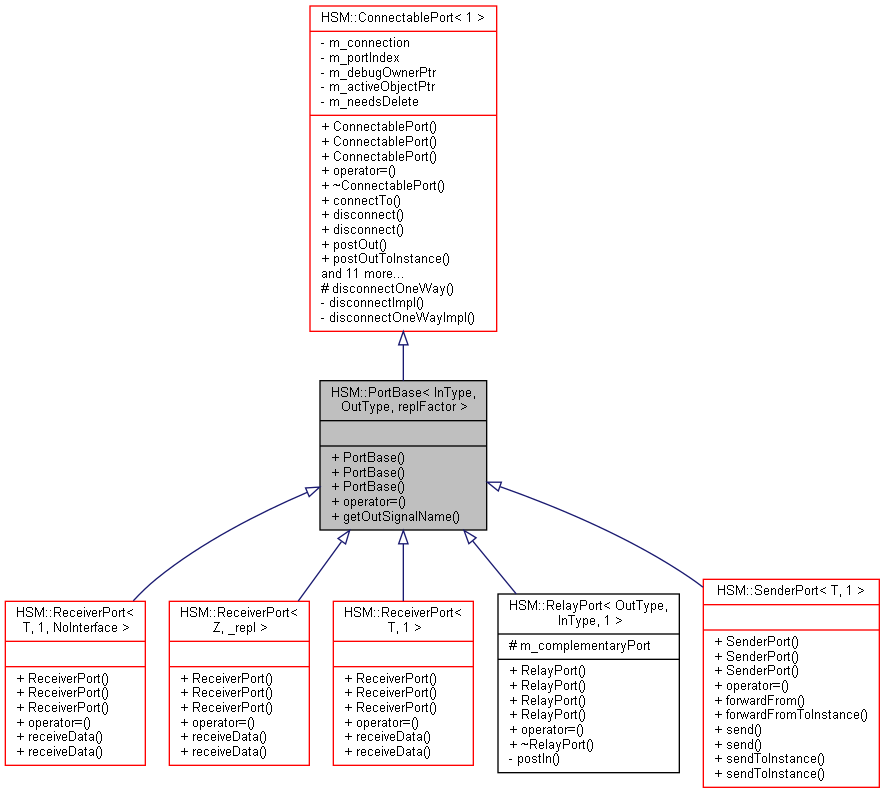 HSM::ConnectablePort< 1 >
- m_connection
- m_portIndex
- m_debugOwnerPtr
- m_activeObjectPtr
- m_needsDelete
+ ConnectablePort()
+ ConnectablePort()
+ ConnectablePort()
+ operator=()
+ ~ConnectablePort()
+ connectTo()
+ disconnect()
+ disconnect()
+ postOut()
+ postOutToInstance()
and 11 more...
# disconnectOneWay()
- disconnectImpl()
- disconnectOneWayImpl()
HSM::PortBase< InType,
OutType, replFactor >
+ PortBase()
+ PortBase()
+ PortBase()
+ operator=()
+ getOutSignalName()
HSM::ReceiverPort<
T, 1, NoInterface >
+ ReceiverPort()
+ ReceiverPort()
+ ReceiverPort()
+ operator=()
+ receiveData()
+ receiveData()
HSM::ReceiverPort<
Z, _repl >
+ ReceiverPort()
+ ReceiverPort()
+ ReceiverPort()
+ operator=()
+ receiveData()
+ receiveData()
HSM::ReceiverPort<
T, 1 >
+ ReceiverPort()
+ ReceiverPort()
+ ReceiverPort()
+ operator=()
+ receiveData()
+ receiveData()
HSM::RelayPort< OutType,
InType, 1 >
# m_complementaryPort
+ RelayPort()
+ RelayPort()
+ RelayPort()
+ RelayPort()
+ operator=()
+ ~RelayPort()
- postIn()
HSM::SenderPort< T, 1 >
+ SenderPort()
+ SenderPort()
+ SenderPort()
+ operator=()
+ forwardFrom()
+ forwardFromToInstance()
+ send()
+ send()
+ sendToInstance()
+ sendToInstance()